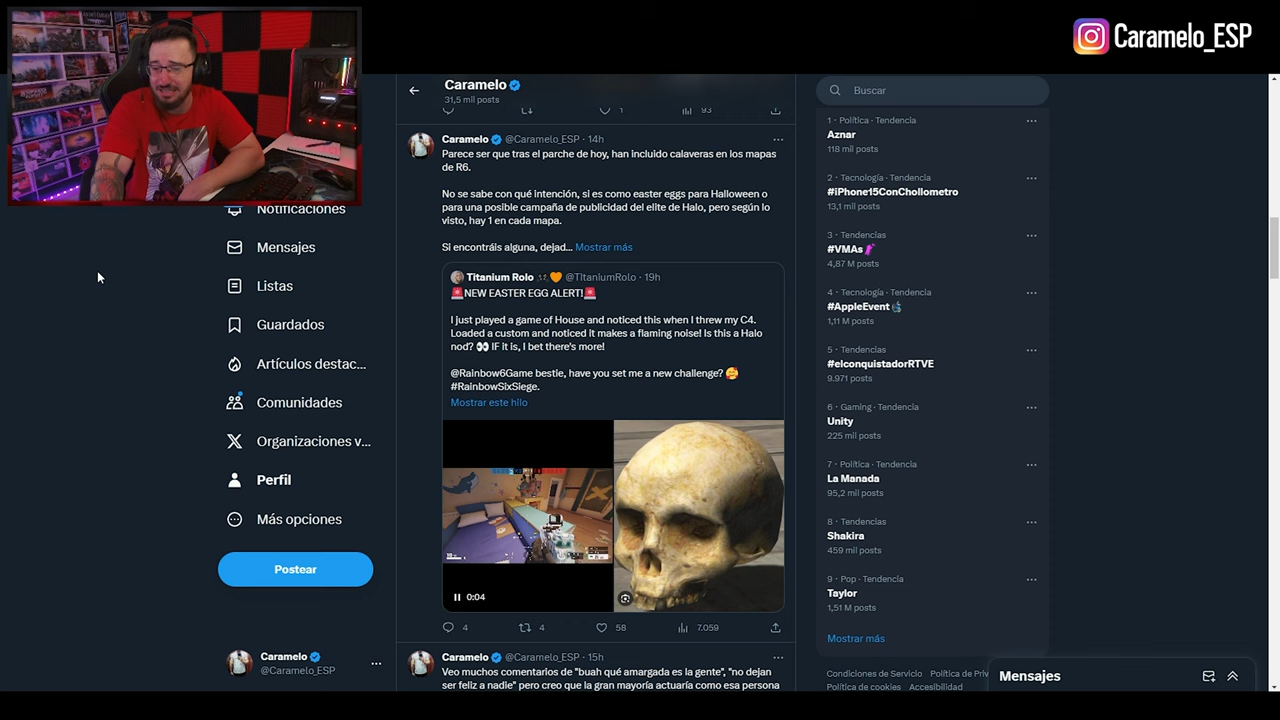 Caramelo_ESP
Notificaciones
Mensajes
Listas
Guardados
Artículos destac...
Comunidades
Organizaciones v...
Perfil
Más opciones
Postear
Caramelo
@Caramelo_ESP
Caramelo
31,5 mil posts
1
93
Caramelo @Caramelo_ESP · 14h
Parece ser que tras el parche de hoy, han incluido calaveras en los mapas
de R6.
No se sabe con qué intención, si es como easter eggs para Halloween o
para una posible campaña de publicidad del elite de Halo, pero según lo
visto, hay 1 en cada mapa.
Si encontráis alguna, dejad... Mostrar más
Titanium Rolo @TitaniumRolo · 19h
🚨NEW EASTER EGG ALERT!🚨
I just played a game of House and noticed this when I threw my C4.
Loaded a custom and noticed it makes a flaming noise! Is this a Halo
nod? 👀 IF it is, I bet there's more!
@Rainbow6Game bestie, have you set me a new challenge? 🥰
#RainbowSixSiege.
Mostrar este hilo
0:04
4
4
58
7.059
Caramelo @Caramelo_ESP · 15h
Veo muchos comentarios de "buah qué amargada es la gente", "no dejan
ser feliz a nadie" pero creo que la gran mayoría actuaría como esa persona
Buscar
1 · Política · Tendencia
Aznar
118 mil posts
2 · Tecnología · Tendencia
#iPhone15ConChollometro
13,1 mil posts
3 · Tendencias
#VMAs
4,87 M posts
4 · Tecnología · Tendencia
#AppleEvent
1,11 M posts
5 · Tendencias
#elconquistadorRTVE
9.971 posts
6 · Gaming · Tendencia
Unity
225 mil posts
7 · Política · Tendencia
La Manada
95,2 mil posts
8 · Tendencias
Shakira
459 mil posts
9 · Pop · Tendencia
Taylor
1,51 M posts
Mostrar más
Condiciones de Servicio Política de Priv
Política de cookies Accesibilidad
Mensajes